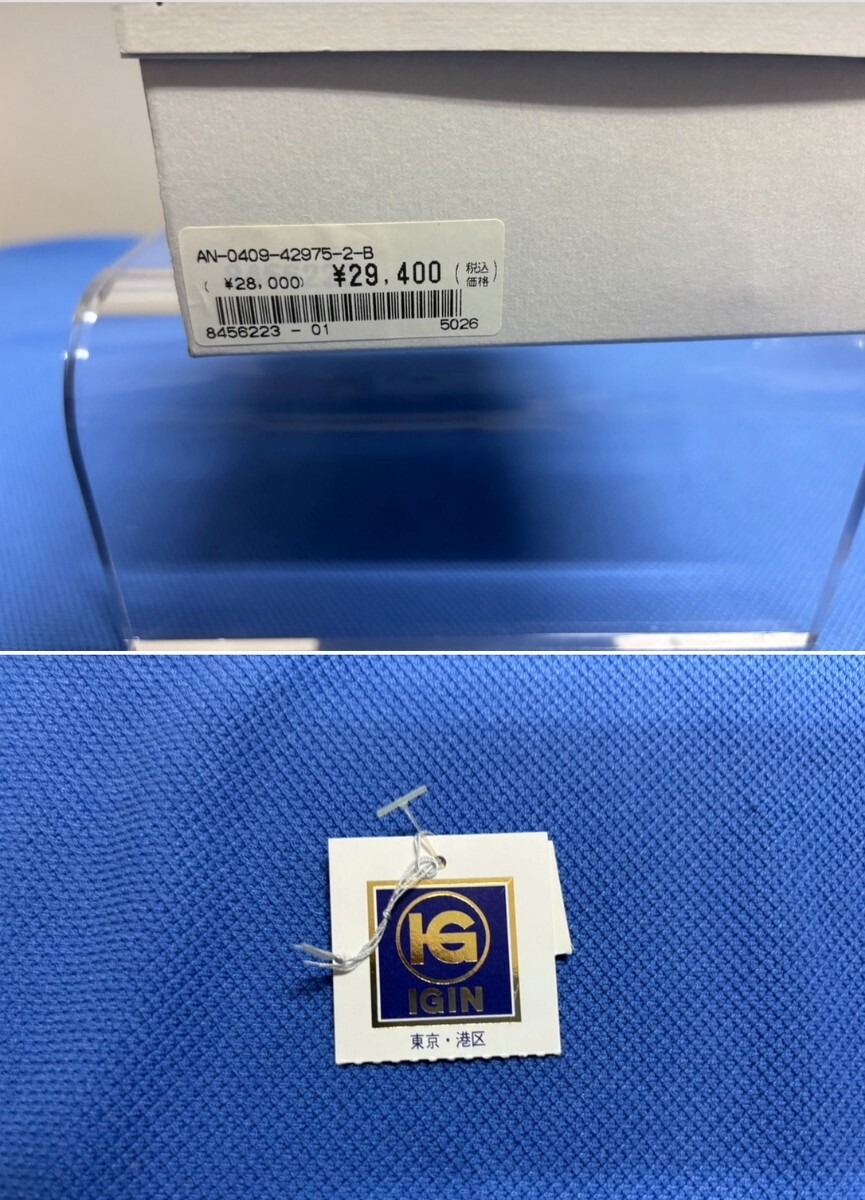 AN-0409-42975-2-B
( ¥28,000) ¥29,400 (税込価格)
8456223 - 01 5026
IG
IGIN
東京・港区